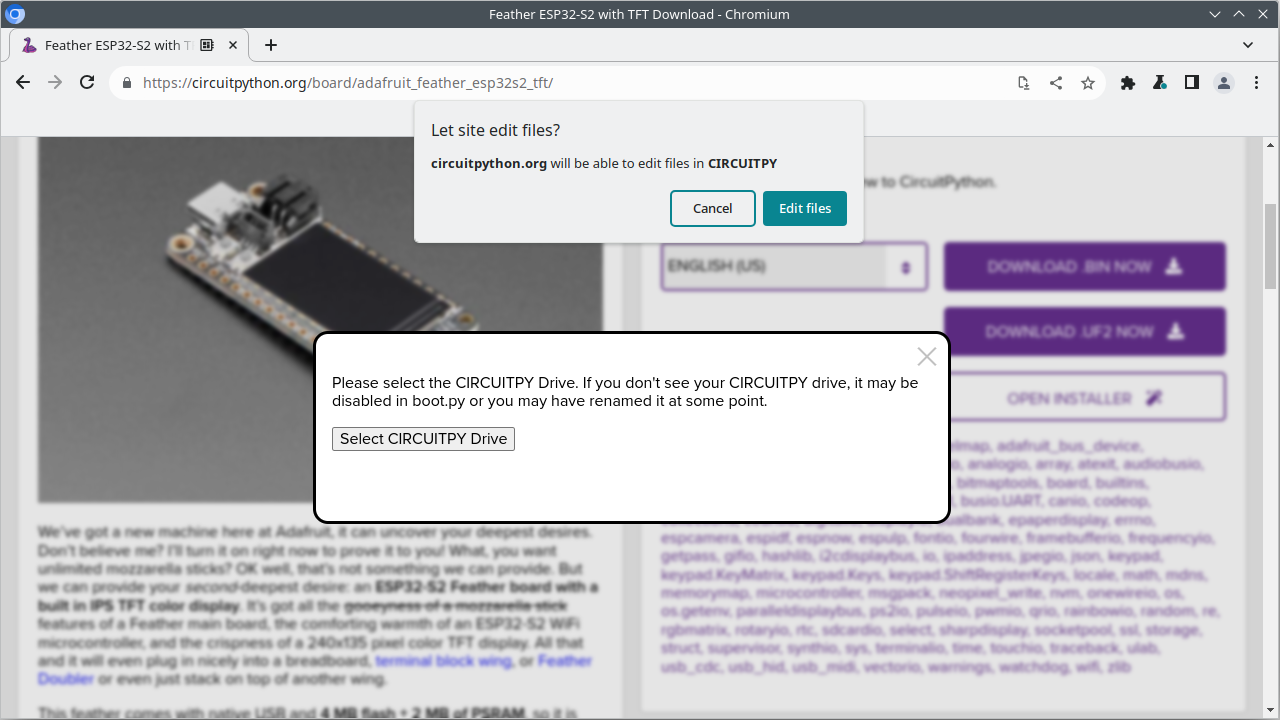 Feather ESP32-S2 with TFT Download - Chromium
Feather ESP32-S2 with T
https://circuitpython.org/board/adafruit_feather_esp32s2_tft/
Let site edit files?
circuitpython.org will be able to edit files in CIRCUITPY
Cancel
Edit files
w to CircuitPython.
ENGLISH (US)
DOWNLOAD .BIN NOW
DOWNLOAD .UF2 NOW
OPEN INSTALLER
Please select the CIRCUITPY Drive. If you don't see your CIRCUITPY drive, it may be
disabled in boot.py or you may have renamed it at some point.
Select CIRCUITPY Drive
elmap, adafruit_bus_device,
o, analogio, array, atexit, audiobusio,
, bitmaptools, board, builtins,
, busio.UART, canio, codeop,
dualbank, epaperdisplay, errno,
espcamera, espidf, espnow, espulp, fontio, fourwire, framebufferio, frequencyio,
getpass, gifio, hashlib, i2cdisplaybus, io, ipaddress, jpegio, json, keypad,
keypad.KeyMatrix, keypad.Keys, keypad.ShiftRegisterKeys, locale, math, mdns,
memorymap, microcontroller, msgpack, neopixel_write, nvm, onewireio, os,
os.getenv, paralleldisplaybus, ps2io, pulseio, pwmio, qrio, rainbowio, random, re,
rgbmatrix, rotaryio, rtc, sdcardio, select, sharpdisplay, socketpool, ssl, storage,
struct, supervisor, synthio, sys, terminalio, time, touchio, traceback, ulab,
usb_cdc, usb_hid, usb_midi, vectorio, warnings, watchdog, wifi, zlib
We've got a new machine here at Adafruit, it can uncover your deepest desires.
Don't believe me? I'll turn it on right now to prove it to you! What, you want
unlimited mozzarella sticks? OK well, that's not something we can provide. But
we can provide your second-deepest desire: an ESP32-S2 Feather board with a
built in IPS TFT color display. It's got all the gooeyness of a mozzarella stick
features of a Feather main board, the comforting warmth of an ESP32-S2 WiFi
microcontroller, and the crispness of a 240x135 pixel color TFT display. All that
and it will even plug in nicely into a breadboard, terminal block wing, or Feather
Doubler or even just stack on top of another wing.
This feather comes with native USB and 4 MB flash + 2 MB of PSRAM, so it is